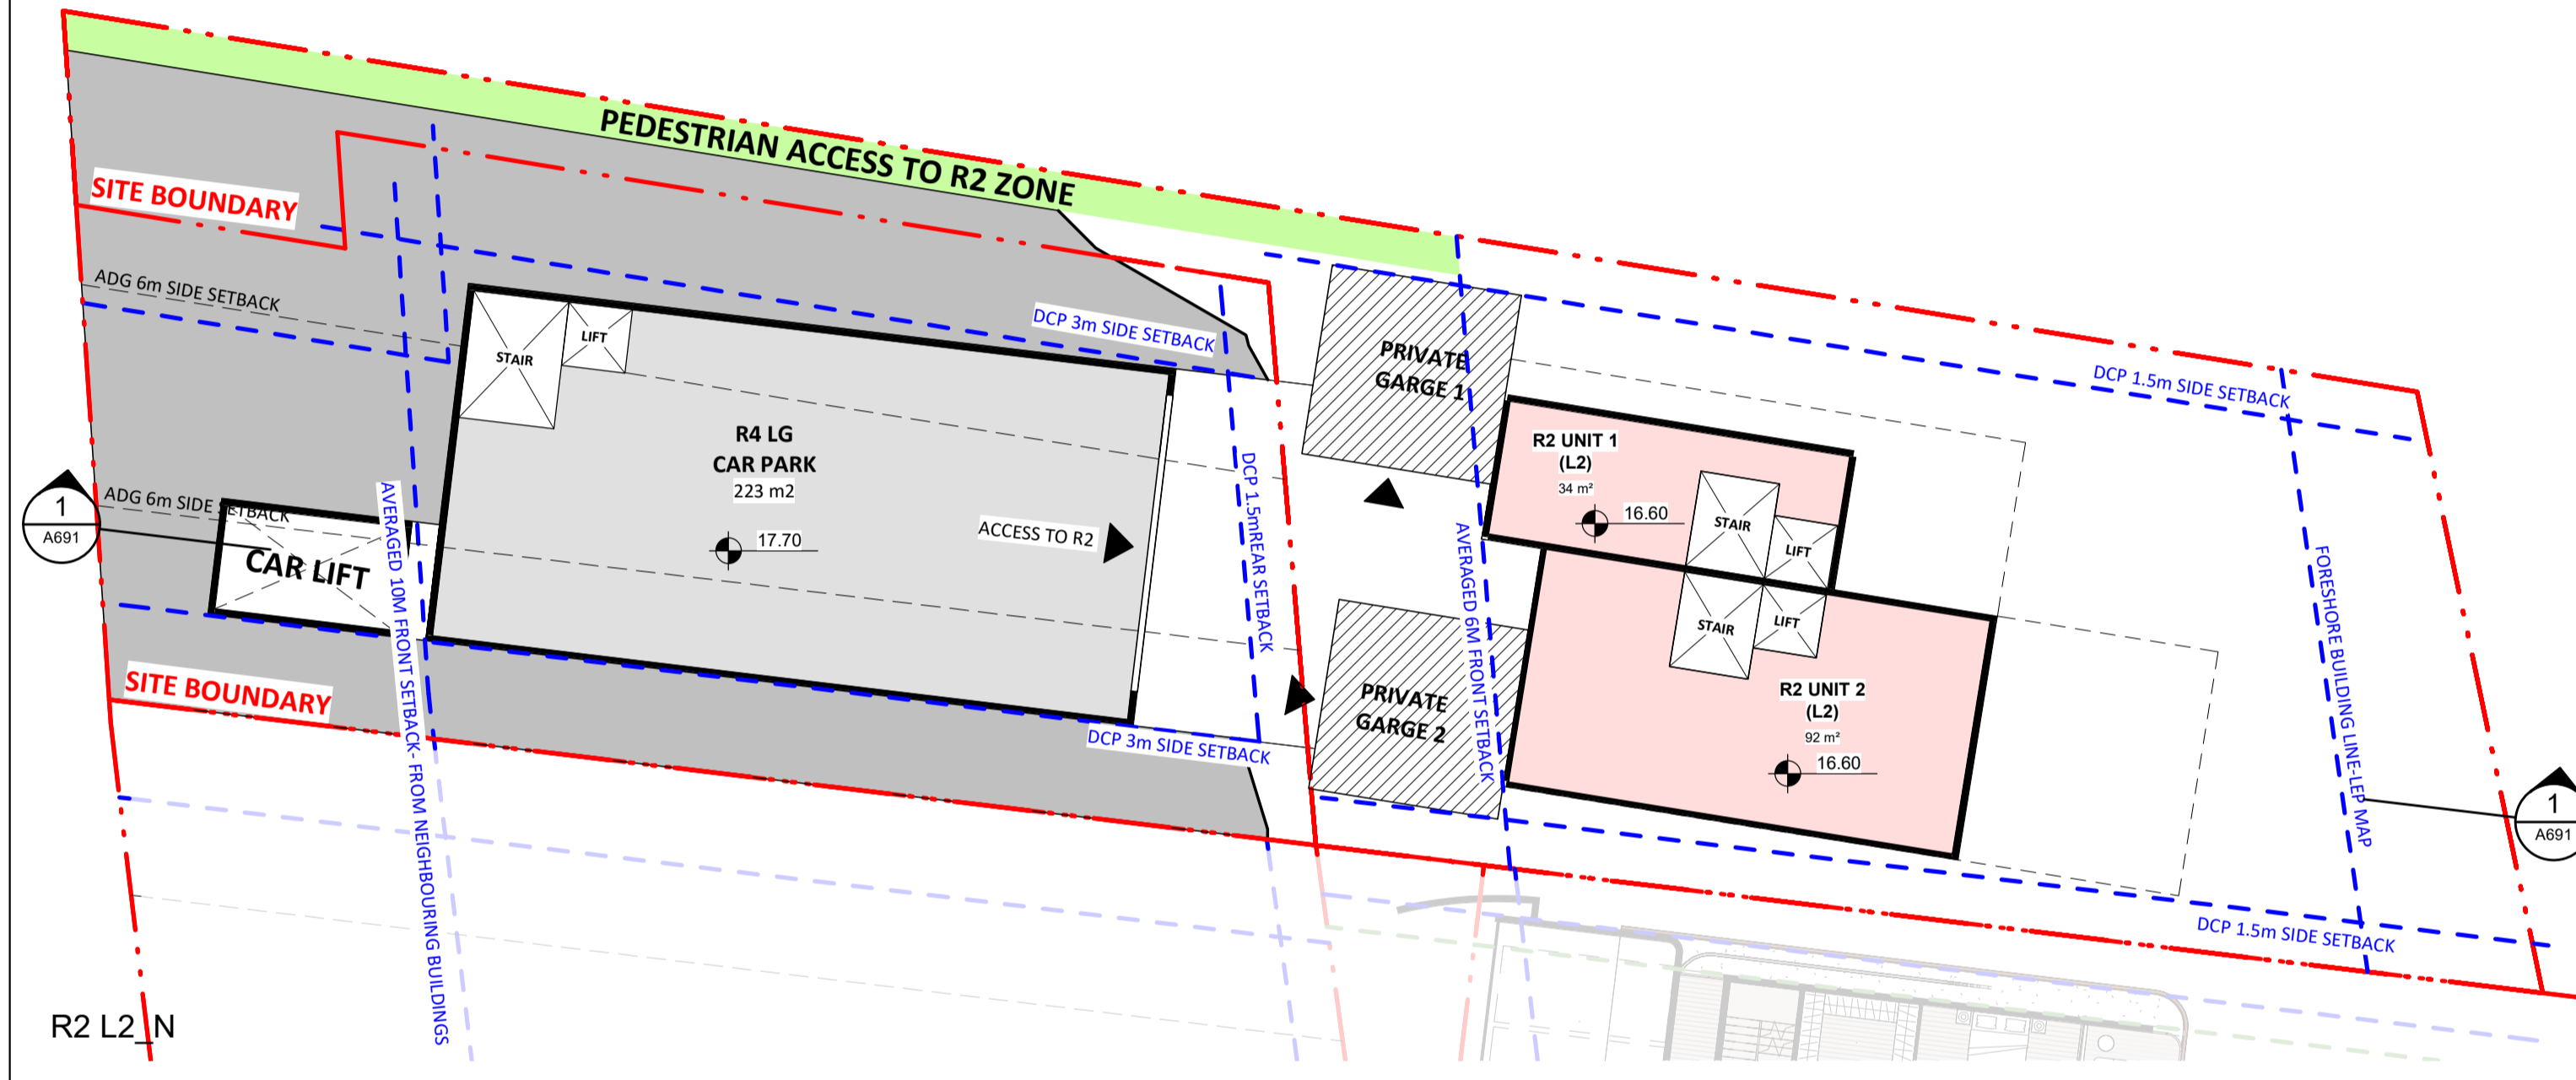 PEDESTRIAN ACCESS TO R2 ZONE
SITE BOUNDARY
ADG 6m SIDE SETBACK
DCP 3m SIDE SETBACK
STAIR
LIFT
R4 LG
CAR PARK
223 m2
17.70
ACCESS TO R2
1
A691
ADG 6m SIDE SETBACK
CAR LIFT
AVERAGED 10M FRONT SETBACK- FROM NEIGHBOURING BUILDINGS
SITE BOUNDARY
DCP 3m SIDE SETBACK
DCP 1.5mREAR SETBACK
PRIVATE
GARGE 1
PRIVATE
GARGE 2
AVERAGED 6M FRONT SETBACK
R2 UNIT 1
(L2)
34 m²
16.60
STAIR
LIFT
STAIR
LIFT
R2 UNIT 2
(L2)
92 m²
16.60
DCP 1.5m SIDE SETBACK
FORESHORE BUILDING LINE-LEP MAP
DCP 1.5m SIDE SETBACK
1
A691
R2 L2_N